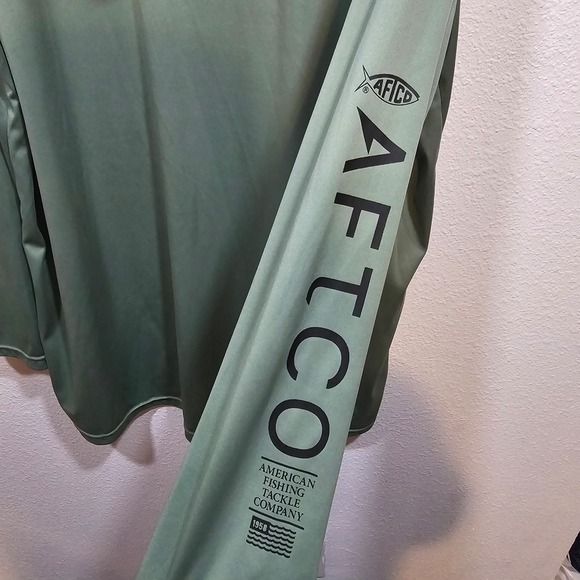 AFTCO
®
AFTCO
AMERICAN
FISHING
TACKLE
COMPANY
1958